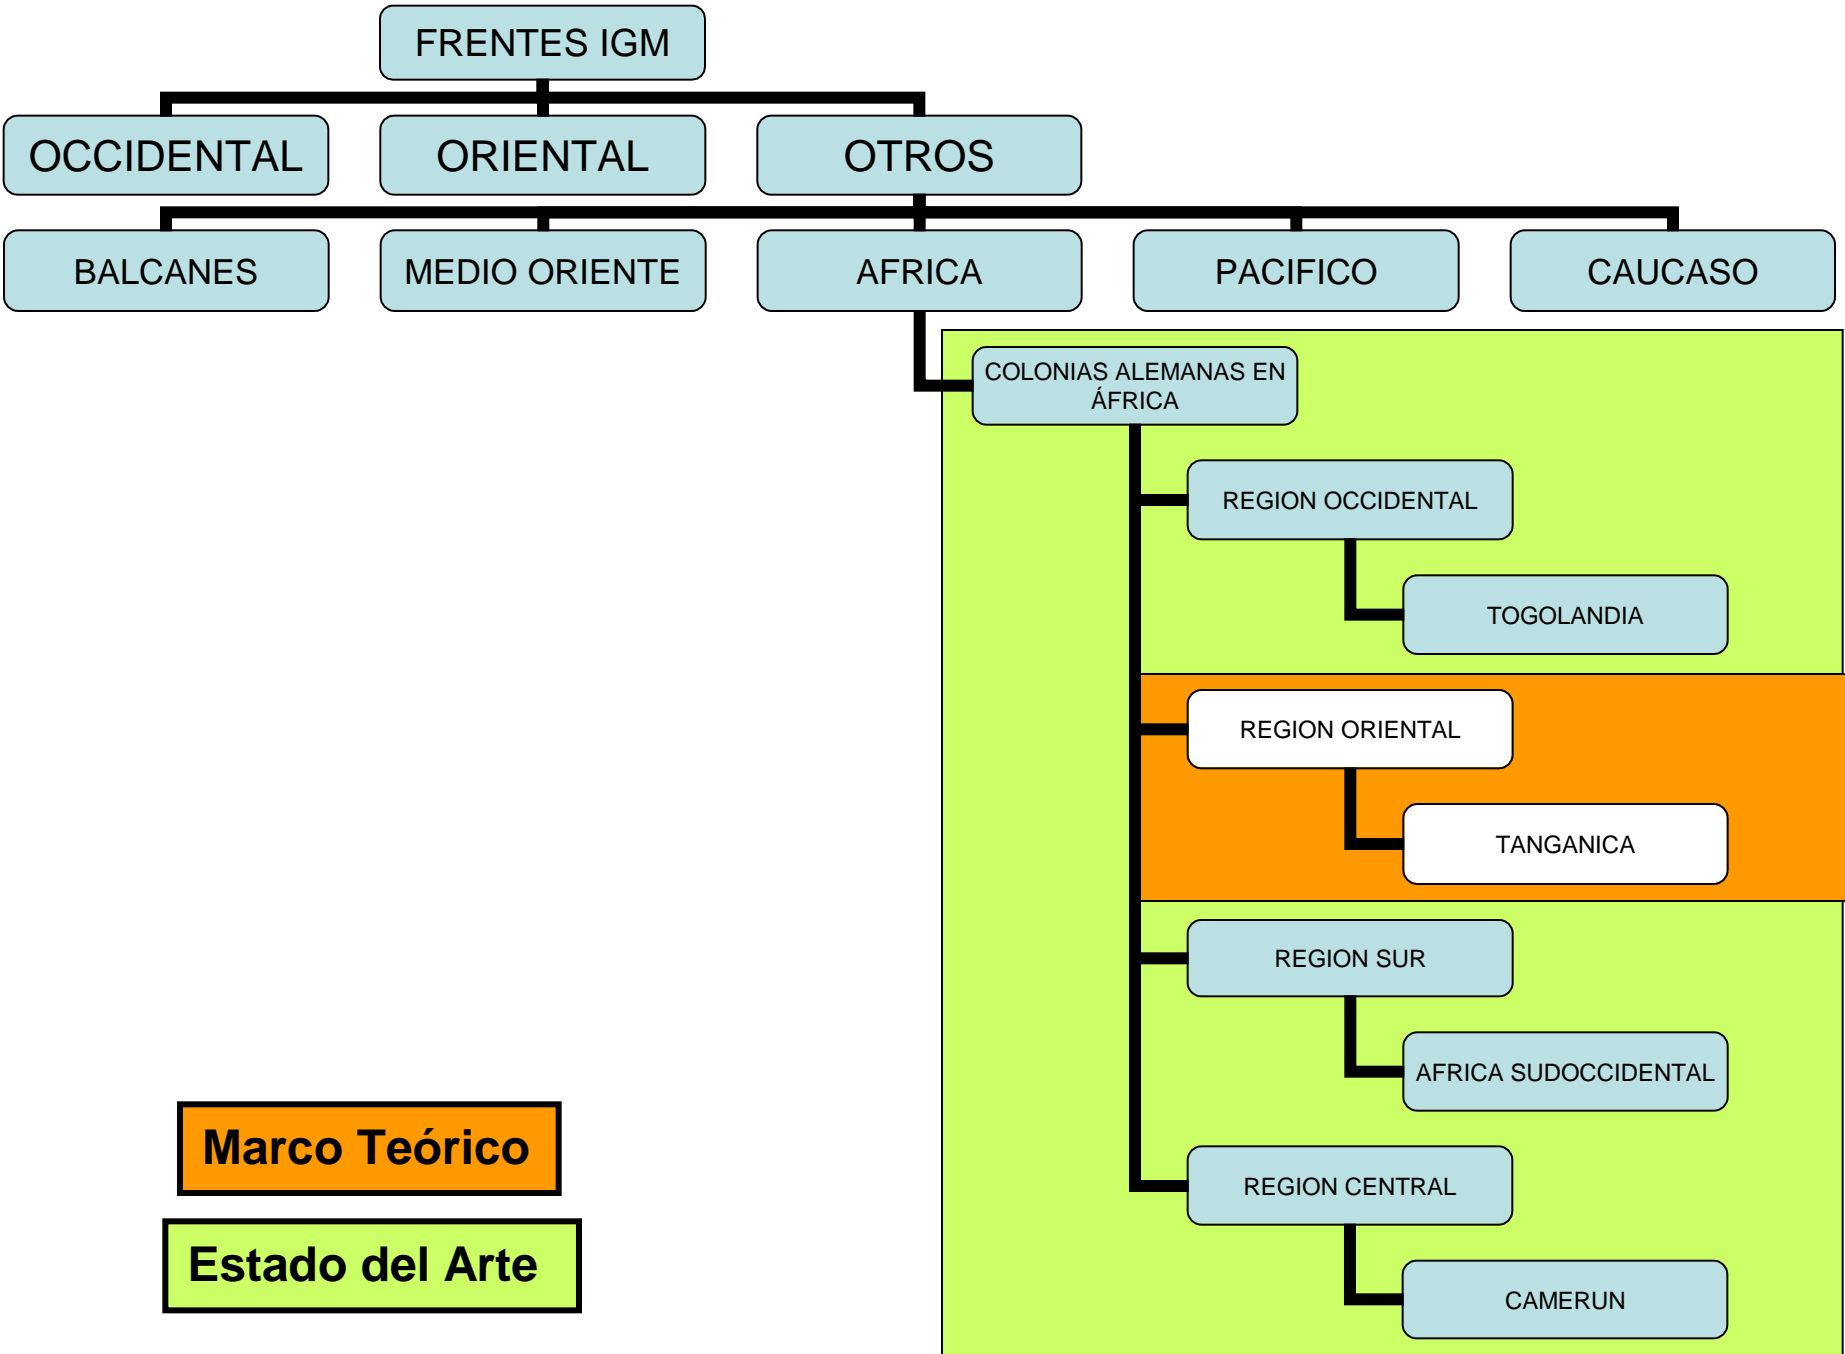 FRENTES IGM
OCCIDENTAL
ORIENTAL
OTROS
BALCANES
MEDIO ORIENTE
AFRICA
PACIFICO
CAUCASO
COLONIAS ALEMANAS EN
ÁFRICA
REGION OCCIDENTAL
TOGOLANDIA
REGION ORIENTAL
TANGANICA
REGION SUR
AFRICA SUDOCCIDENTAL
REGION CENTRAL
CAMERUN
Marco Teórico
Estado del Arte